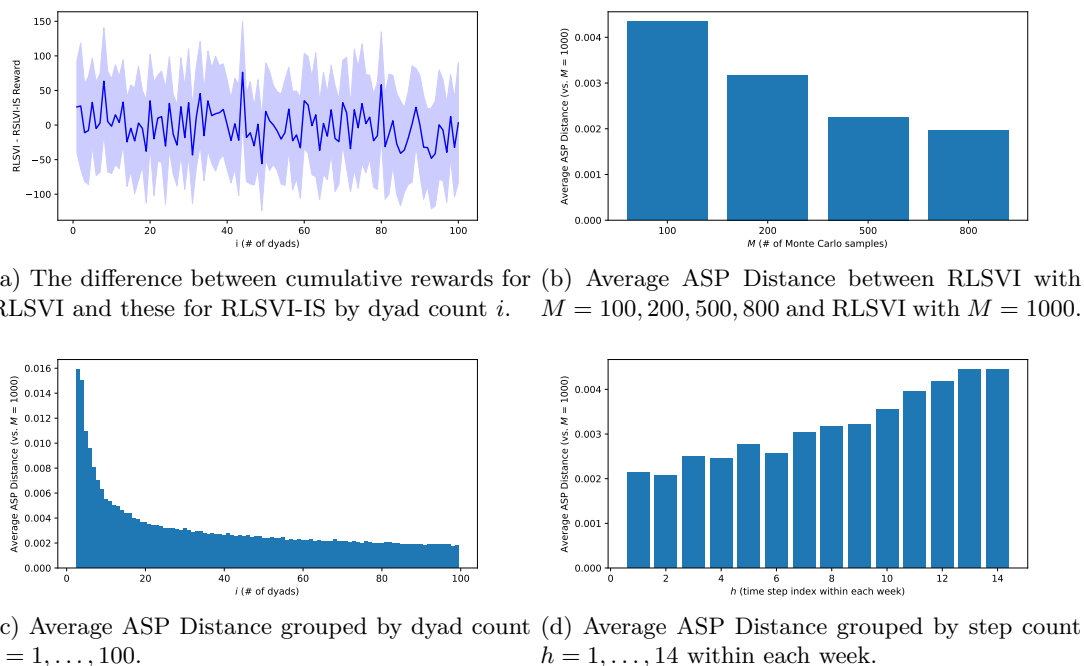 150
100
50
0
−50
−100
RLSVI - RSLVI-IS Reward
0 20 40 60 80 100
i (# of dyads)
0.004
0.003
0.002
0.001
0.000
Average ASP Distance (vs. M = 1000)
100 200 500 800
M (# of Monte Carlo samples)
a) The difference between cumulative rewards for
RLSVI and these for RLSVI-IS by dyad count i.
(b) Average ASP Distance between RLSVI with
M = 100, 200, 500, 800 and RLSVI with M = 1000.
0.016
0.014
0.012
0.010
0.008
0.006
0.004
0.002
0.000
Average ASP Distance (vs. M = 1000)
0 20 40 60 80 100
i (# of dyads)
0.004
0.003
0.002
0.001
0.000
Average ASP Distance (vs. M = 1000)
0 2 4 6 8 10 12 14
h (time step index within each week)
c) Average ASP Distance grouped by dyad count
= 1, . . . , 100.
(d) Average ASP Distance grouped by step count
h = 1, . . . , 14 within each week.